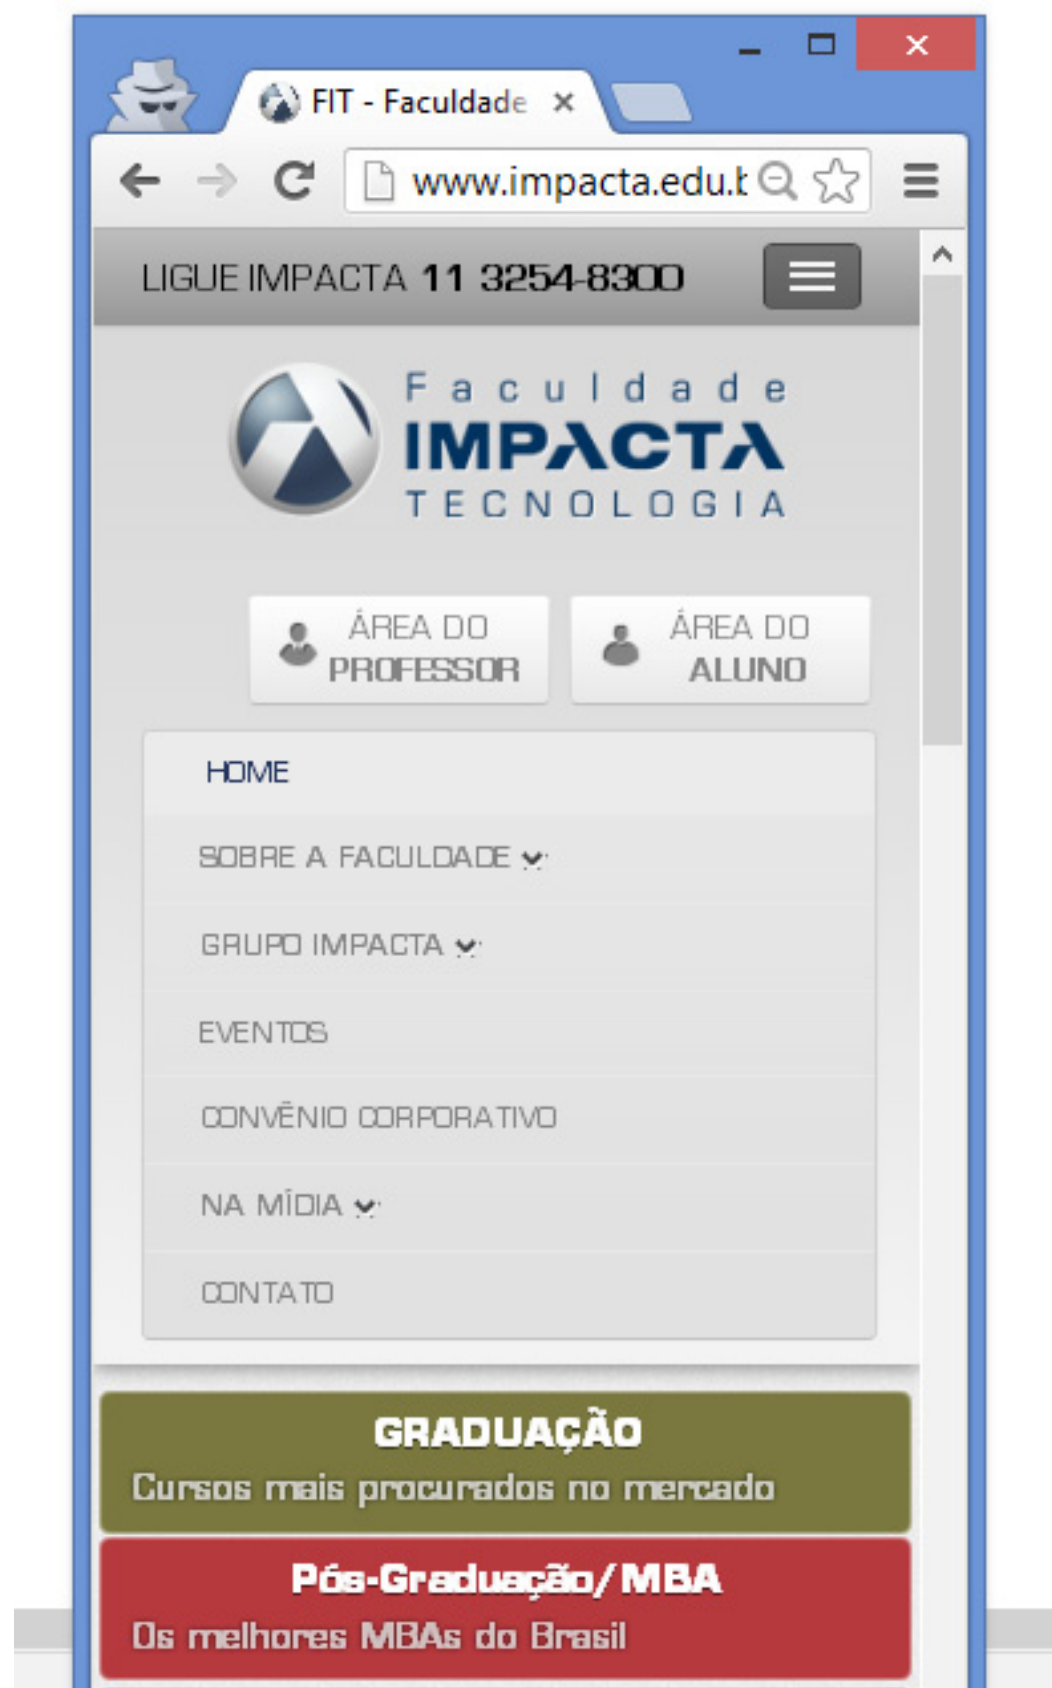 FIT - Faculdade
www.impacta.edu.b
LIGUE IMPACTA 11 3254-8300
Faculdade
IMPACTA
TECNOLOGIA
ÁREA DO
PROFESSOR
ÁREA DO
ALUNO
HOME
SOBRE A FACULDADE
GRUPO IMPACTA
EVENTOS
CONVÊNIO CORPORATIVO
NA MÍDIA
CONTATO
GRADUAÇÃO
Cursos mais procurados no mercado
Pós-Graduação/MBA
Os melhores MBAs do Brasil